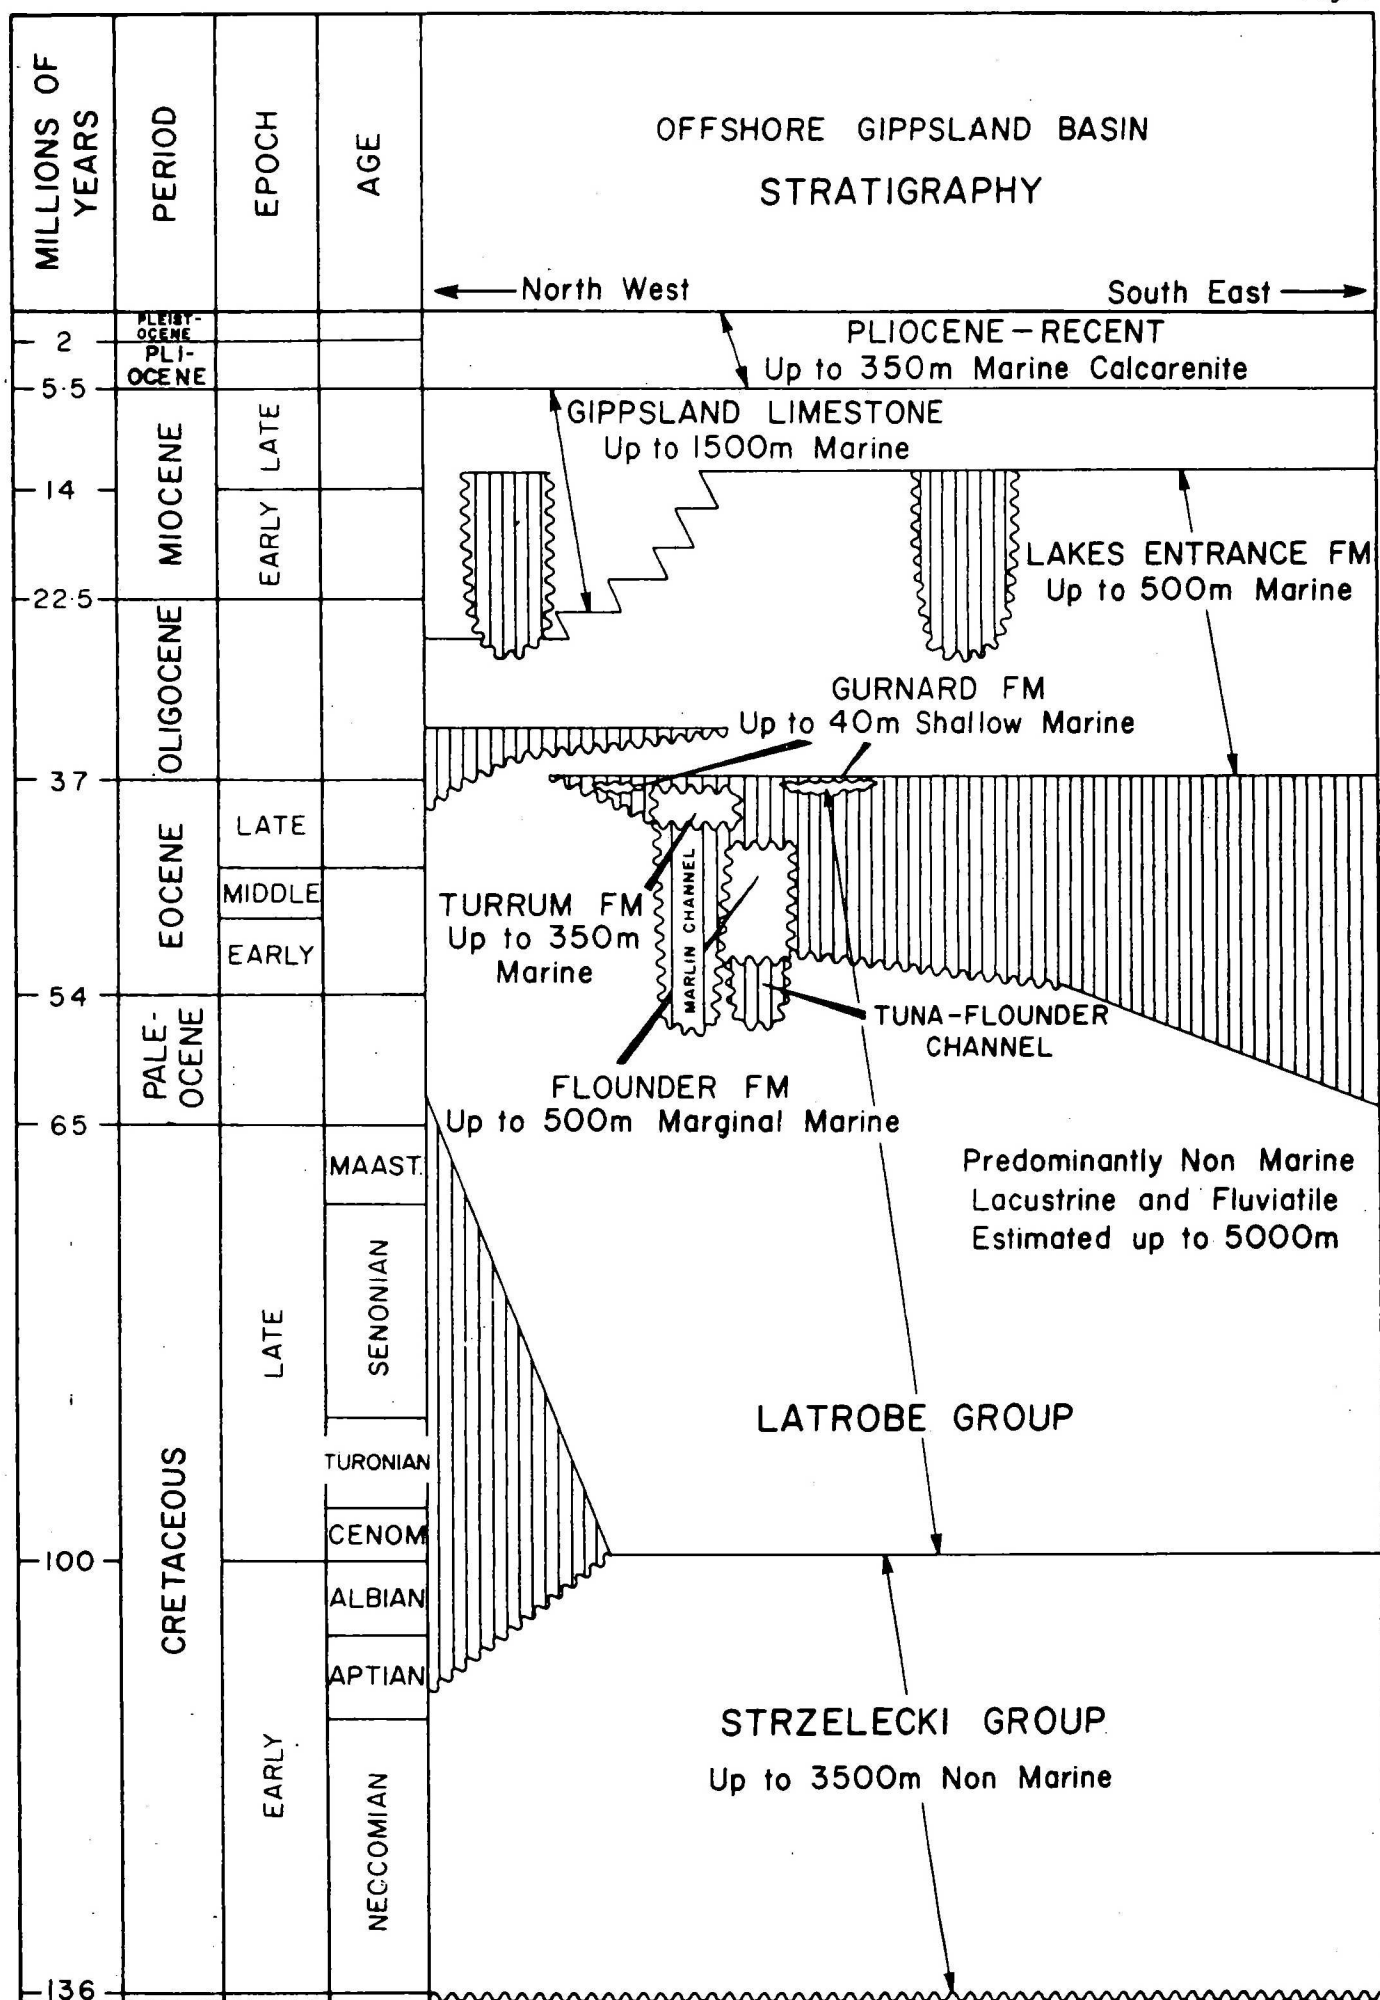 MILLIONS OF
YEARS
PERIOD
EPOCH
AGE
OFFSHORE GIPPSLAND BASIN
STRATIGRAPHY
North West
South East
PLEIST-
OCENE
2
PLI-
OCENE
5·5
PLIOCENE-RECENT
Up to 350m Marine Calcarenite
MIOCENE
LATE
GIPPSLAND LIMESTONE
Up to 1500m Marine
14
EARLY
LAKES ENTRANCE FM
Up to 500m Marine
22·5
OLIGOCENE
GURNARD FM
Up to 40m Shallow Marine
37
EOCENE
LATE
MIDDLE
EARLY
TURRUM FM
Up to 350m
Marine
MARLIN CHANNEL
54
TUNA-FLOUNDER
CHANNEL
PALE-
OCENE
FLOUNDER FM
Up to 500m Marginal Marine
65
CRETACEOUS
LATE
MAAST.
Predominantly Non Marine
Lacustrine and Fluviatile
Estimated up to 5000m
SENONIAN
LATROBE GROUP
TURONIAN
CENOM
100
EARLY
ALBIAN
APTIAN
STRZELECKI GROUP
Up to 3500m Non Marine
NEOCOMIAN
136